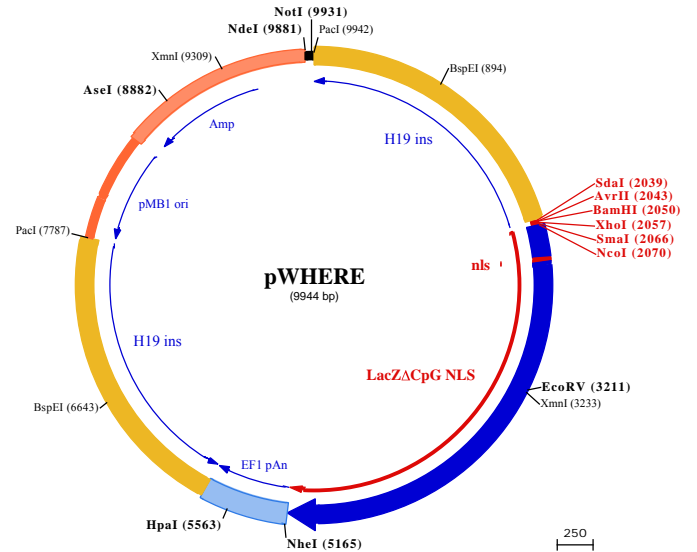 NotI (9931)
NdeI (9881)
PacI (9942)
XmnI (9309)
BspEI (894)
AseI (8882)
Amp
H19 ins
SdaI (2039)
AvrII (2043)
BamHI (2050)
XhoI (2057)
SmaI (2066)
NcoI (2070)
pMB1 ori
PacI (7787)
nls
pWHERE
(9944 bp)
H19 ins
LacZΔCpG NLS
EcoRV (3211)
XmnI (3233)
BspEI (6643)
EF1 pAn
HpaI (5563)
NheI (5165)
250